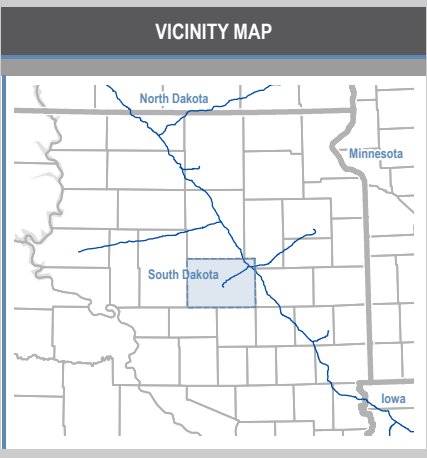 VICINITY MAP
North Dakota
Minnesota
South Dakota
Iowa